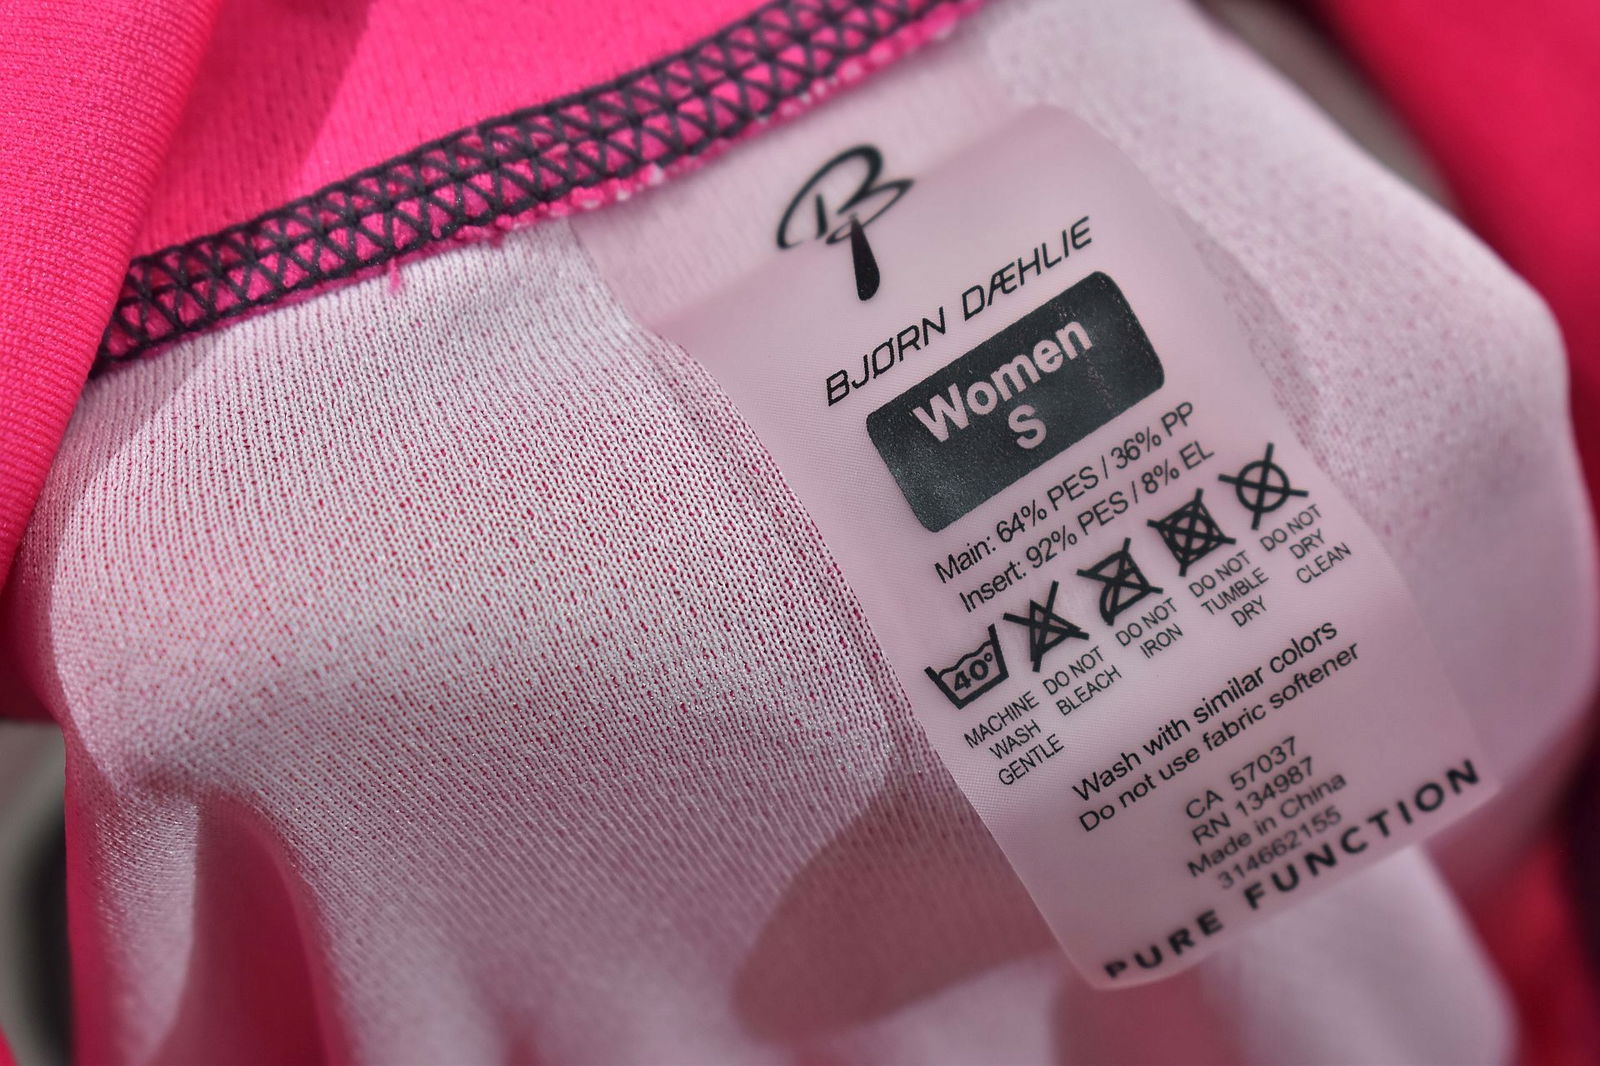 BJØRN DÆHLIE
Women
S
Main: 64% PES / 36% PP
Insert: 92% PES / 8% EL
40°
MACHINE
WASH
GENTLE
DO NOT
BLEACH
DO NOT
IRON
DO NOT
TUMBLE
DRY
DO NOT
DRY
CLEAN
Wash with similar colors
Do not use fabric softener
CA 57037
RN 134987
Made in China
314662155
PURE FUNCTION